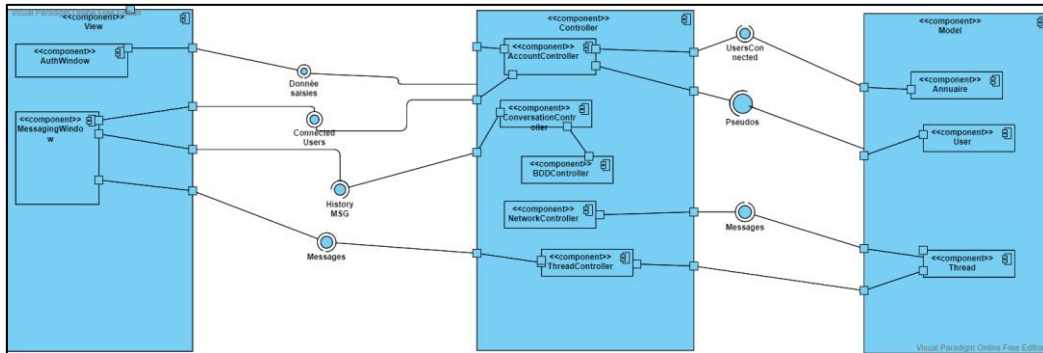 Visual Paradigm Online Free Edition
<<component>>
View
<<component>>
AuthWindow
<<component>>
MessagingWindo
w
Donnèe
saisies
Connected
Users
History
MSG
Messages
<<component>>
Controller
<<component>>
AccountController
<<component>>
ConversationContr
oller
<<component>>
BDDController
<<component>>
NetworkController
<<component>>
ThreadController
UsersCon
nected
Pseudos
Messages
<<component>>
Model
<<component>>
Annuaire
<<component>>
User
<<component>>
Thread
Visual Paradigm Online Free Edition